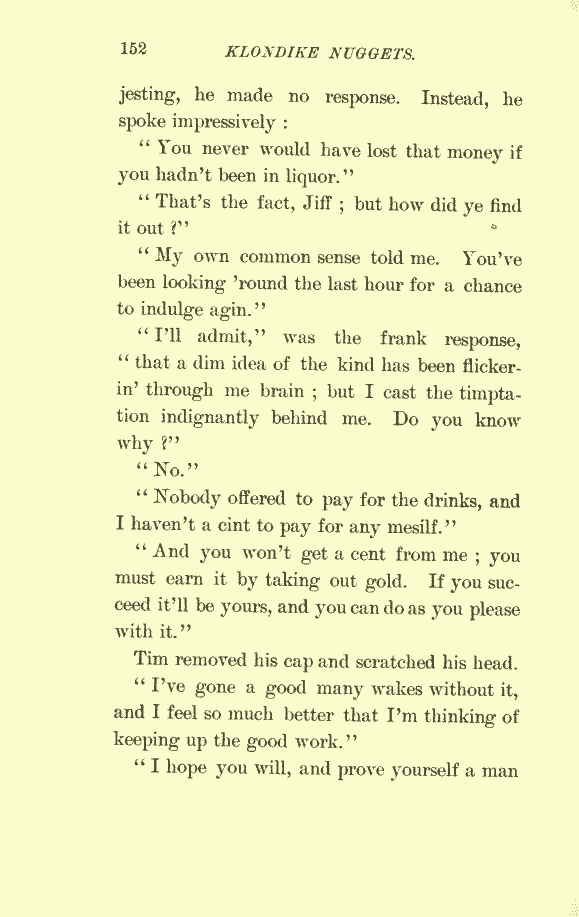 152 KLONDIKE NUGGETS.
jesting, he made no response. Instead, he
spoke impressively :
“ You never would have lost that money if
you hadn’t been in liquor.”
“ That’s the fact, Jiff ; but how did ye find
it out ?”
“ My own common sense told me. You’ve
been looking ’round the last hour for a chance
to indulge agin.”
“ I’ll admit,” was the frank response,
“ that a dim idea of the kind has been flicker-
in’ through me brain ; but I cast the timpta-
tion indignantly behind me. Do you know
why ?”
“ No.”
“ Nobody offered to pay for the drinks, and
I haven’t a cint to pay for any mesilf.”
“ And you won’t get a cent from me ; you
must earn it by taking out gold. If you suc-
ceed it’ll be yours, and you can do as you please
with it.”
Tim removed his cap and scratched his head.
“ I’ve gone a good many wakes without it,
and I feel so much better that I’m thinking of
keeping up the good work.”
“ I hope you will, and prove yourself a man